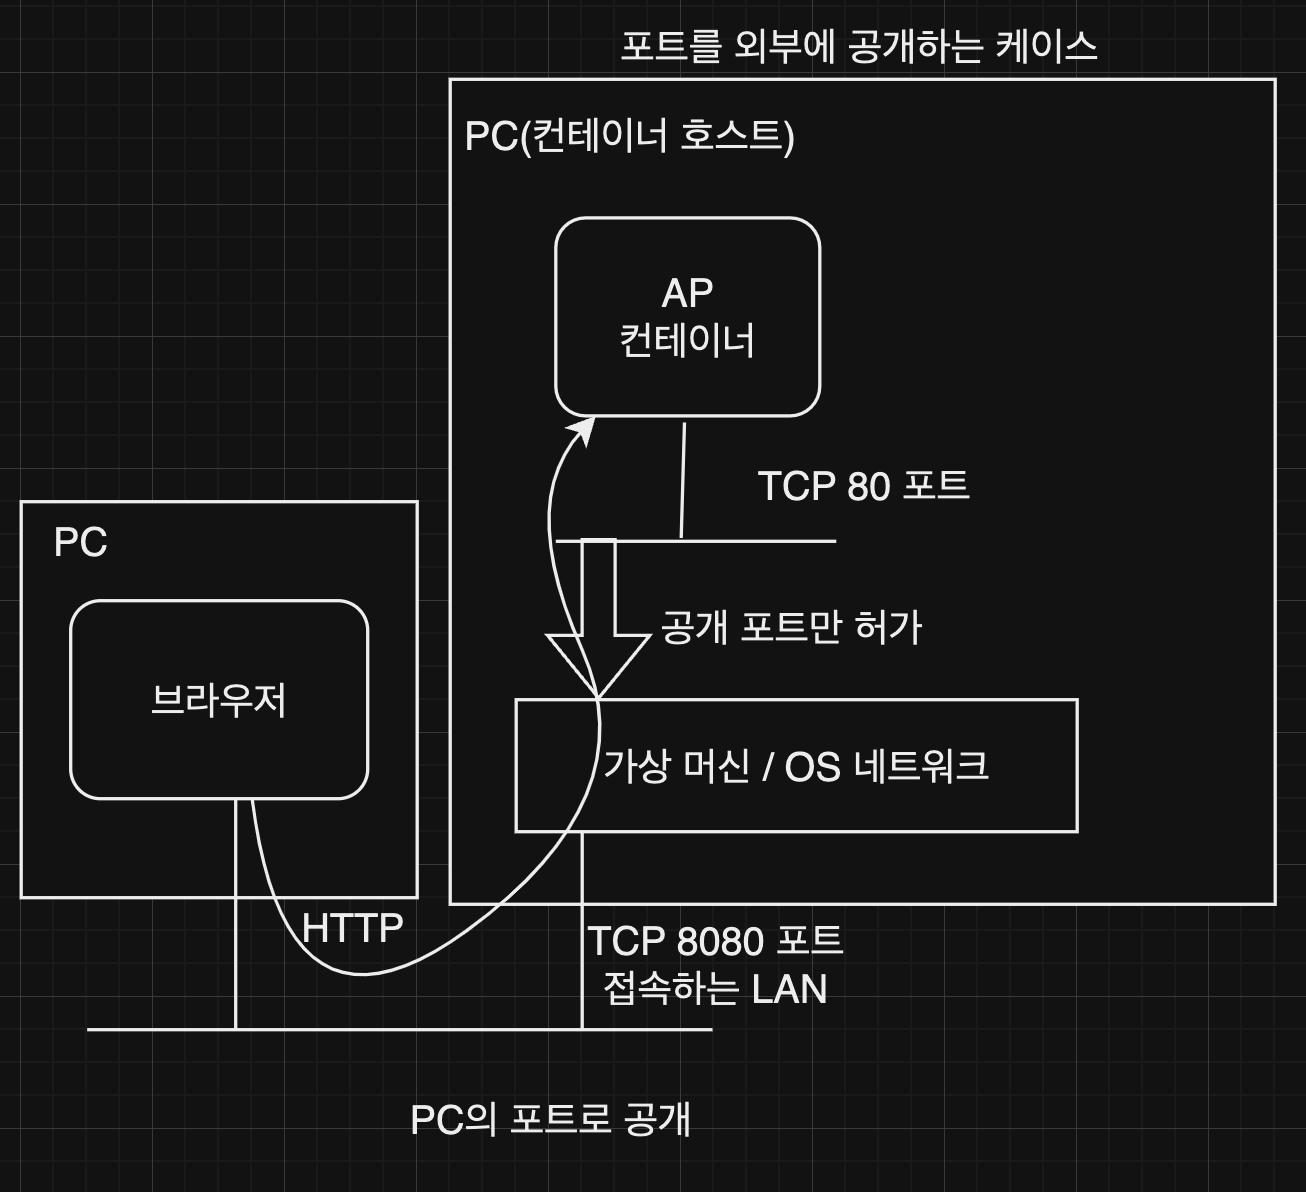 포트를 외부에 공개하는 케이스
PC(컨테이너 호스트)
AP
컨테이너
TCP 80 포트
PC
공개 포트만 허가
브라우저
가상 머신 / OS 네트워크
HTTP
TCP 8080 포트
접속하는 LAN
PC의 포트로 공개